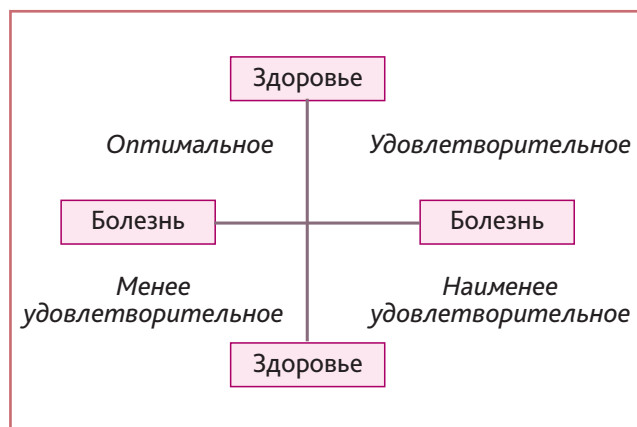 Здоровье
Оптимальное
Удовлетворительное
Болезнь
Болезнь
Менее
удовлетворительное
Наименее
удовлетворительное
Здоровье